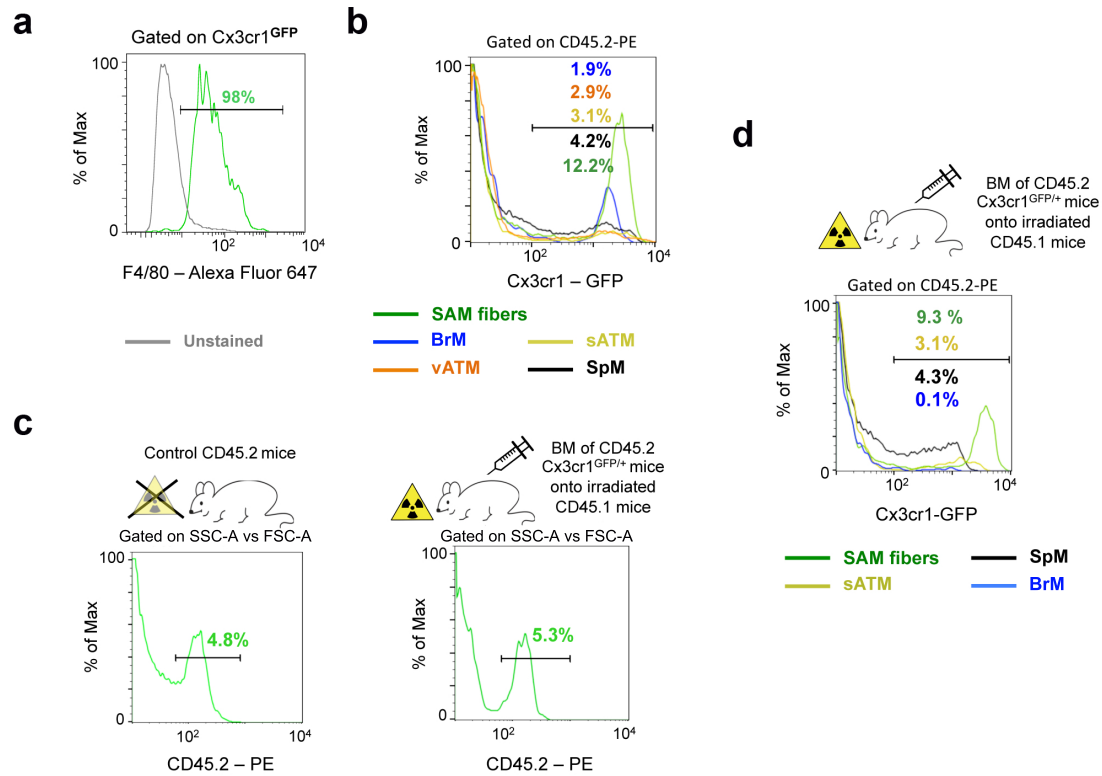 a
Gated on Cx3cr1GFP
100
98%
% of Max
0
10²
10⁴
F4/80 – Alexa Fluor 647
Unstained
b
Gated on CD45.2-PE
100
1.9%
2.9%
3.1%
4.2%
12.2%
% of Max
0
10²
10⁴
Cx3cr1 – GFP
SAM fibers
BrM
sATM
vATM
SpM
c
Control CD45.2 mice
Gated on SSC-A vs FSC-A
100
4.8%
% of Max
0
10²
10⁴
CD45.2 – PE
BM of CD45.2
Cx3cr1GFP/+ mice
onto irradiated
CD45.1 mice
Gated on SSC-A vs FSC-A
100
5.3%
% of Max
0
10²
10⁴
CD45.2 – PE
d
BM of CD45.2
Cx3cr1GFP/+ mice
onto irradiated
CD45.1 mice
Gated on CD45.2-PE
100
9.3 %
3.1%
4.3%
0.1%
% of Max
0
10²
10⁴
Cx3cr1-GFP
SAM fibers
SpM
sATM
BrM